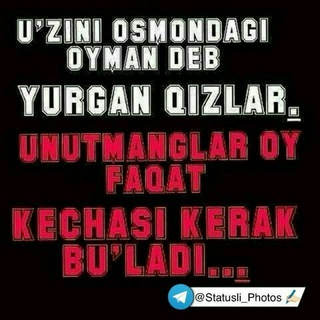 U'ZINI OSMONDAGI
OYMAN DEB
YURGAN QIZLAR.
UNUTMANGLAR OY
FAQAT
KECHASI KERAK
BU'LADI...
@Statusli_Photos